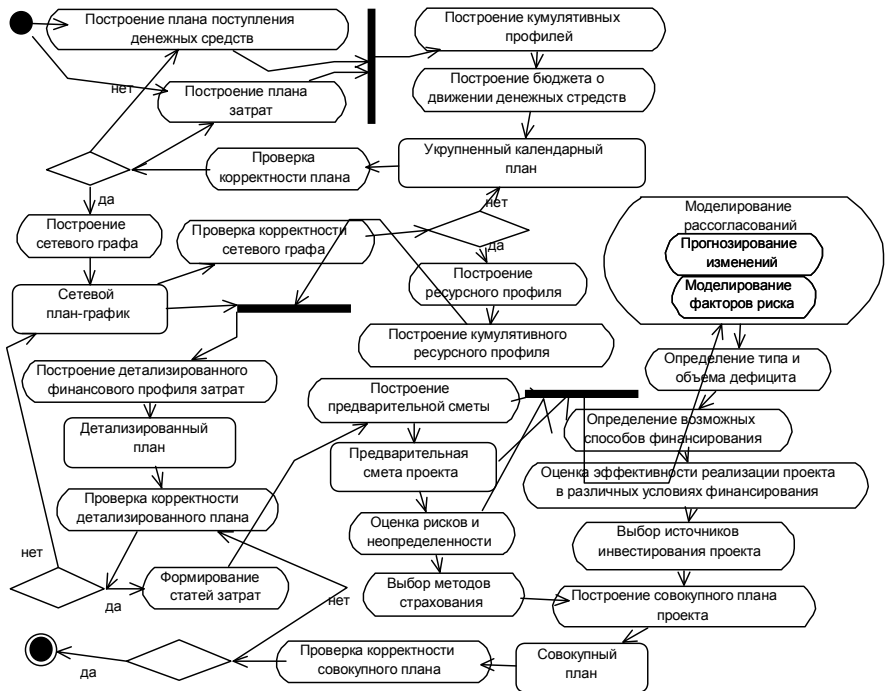 Построение плана поступления
денежных средств
нет
Построение плана
затрат
Построение кумулятивных
профилей
Построение бюджета о
движении денежных стредств
Укрупненный календарный
план
Проверка
корректности плана
да
Построение
сетевого графа
Проверка корректности
сетевого графа
нет
да
Моделирование
рассогласований
Прогнозирование
изменений
Моделирование
факторов риска
Сетевой
план-график
Построение
ресурсного профиля
Построение кумулятивного
ресурсного профиля
Определение типа и
объема дефицита
Построение детализированного
финансового профиля затрат
Построение
предварительной сметы
Определение возможных
способов финансирования
Детализированный
план
Предварительная
смета проекта
Оценка эффективности реализации проекта
в различных условиях финансирования
Проверка корректности
детализированного плана
Оценка рисков и
неопределенности
Выбор источников
инвестирования проекта
нет
да
Формирование
статей затрат
нет
Выбор методов
страхования
Построение совокупного плана
проекта
да
Проверка корректности
совокупного плана
Совокупный
план